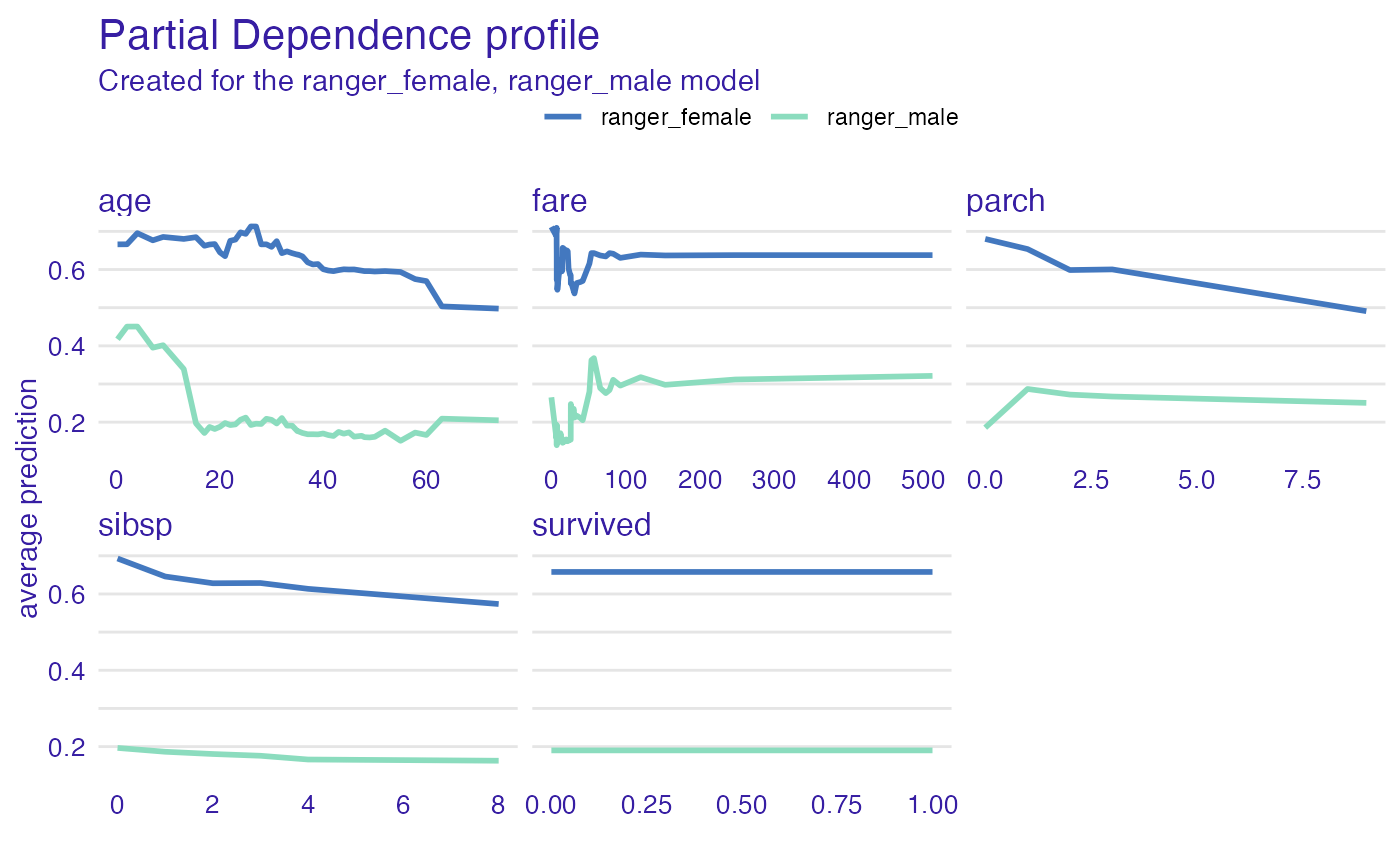 Partial Dependence profile
Created for the ranger_female, ranger_male model
ranger_female ranger_male
age fare parch
0.6
0.4
0.2
0 20 40 60 0 100 200 300 400 500 0.0 2.5 5.0 7.5
average prediction
sibsp survived
0.6
0.4
0.2
0 2 4 6 8 0.00 0.25 0.50 0.75 1.00